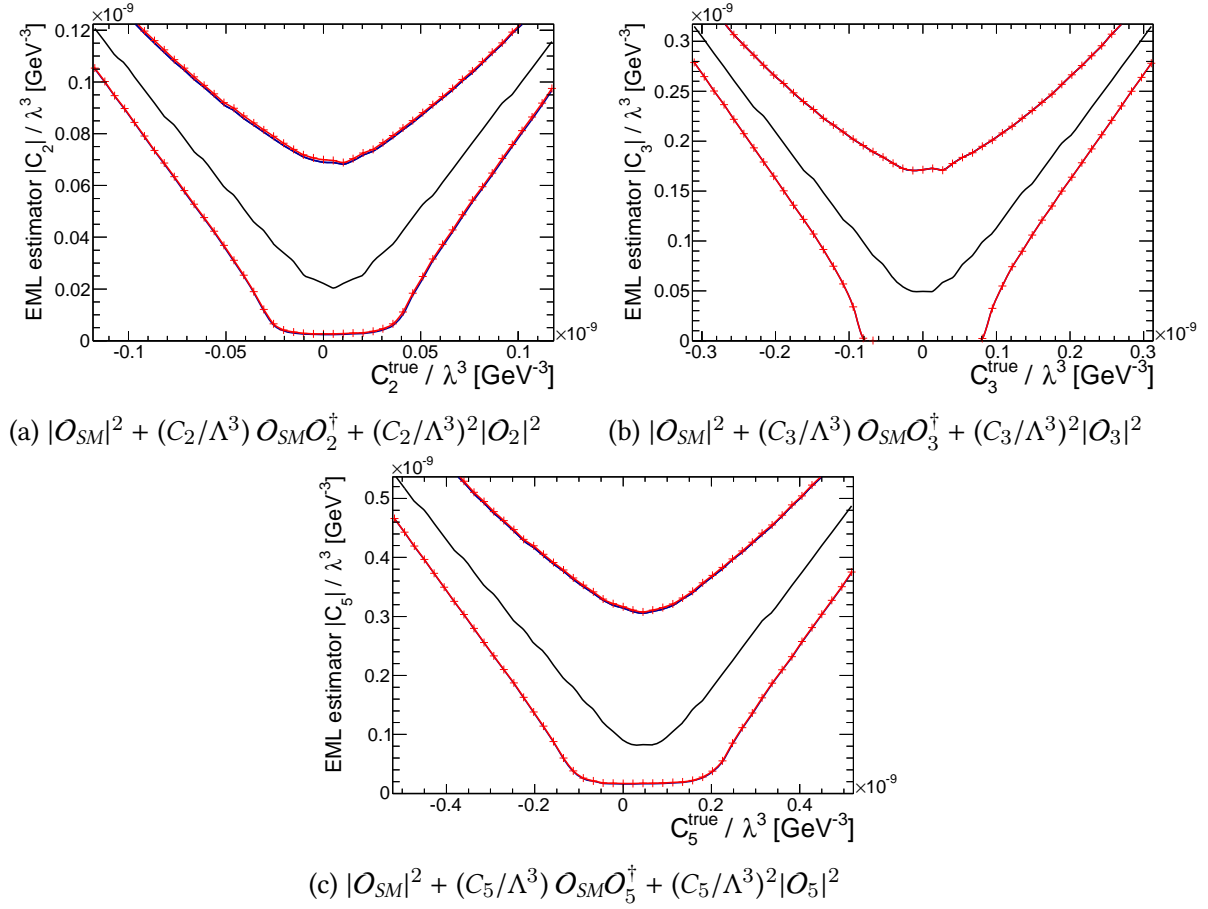 ×10⁻⁹
EML estimator |C₂| / λ³ [GeV⁻³]
0.12
0.1
0.08
0.06
0.04
0.02
0
-0.1 -0.05 0 0.05 0.1
×10⁻⁹
C₂ᵗʳᵘᵉ / λ³ [GeV⁻³]
(a) |O_SM|² + (C₂/Λ³) O_SM O₂† + (C₂/Λ³)²|O₂|²
×10⁻⁹
EML estimator |C₃| / λ³ [GeV⁻³]
0.3
0.25
0.2
0.15
0.1
0.05
0
-0.3 -0.2 -0.1 0 0.1 0.2 0.3
×10⁻⁹
C₃ᵗʳᵘᵉ / λ³ [GeV⁻³]
(b) |O_SM|² + (C₃/Λ³) O_SM O₃† + (C₃/Λ³)²|O₃|²
×10⁻⁹
EML estimator |C₅| / λ³ [GeV⁻³]
0.5
0.4
0.3
0.2
0.1
0
-0.4 -0.2 0 0.2 0.4
×10⁻⁹
C₅ᵗʳᵘᵉ / λ³ [GeV⁻³]
(c) |O_SM|² + (C₅/Λ³) O_SM O₅† + (C₅/Λ³)²|O₅|²